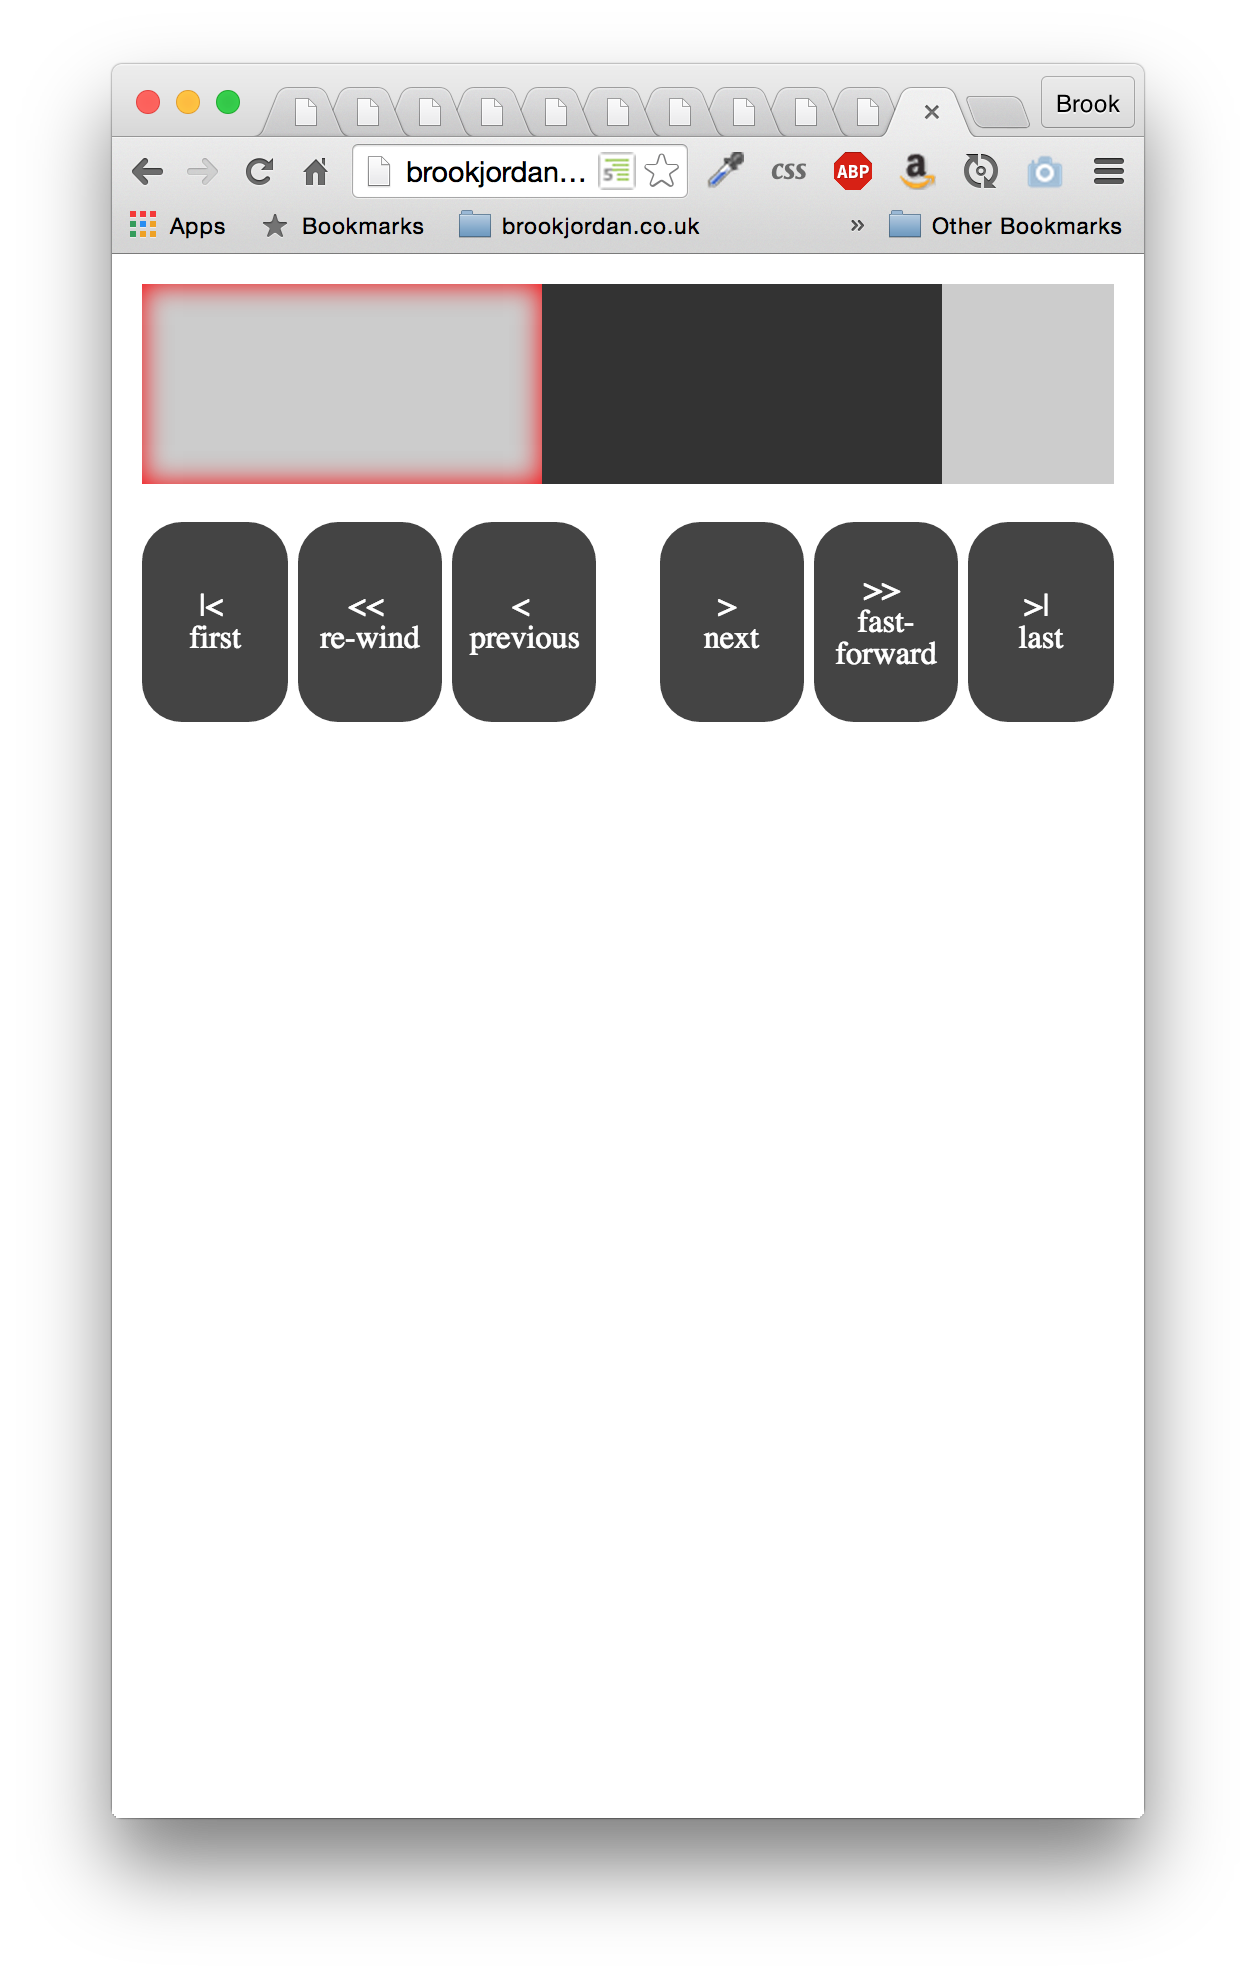 Brook
brookjordan... 5 CSS ABP a
Apps Bookmarks brookjordan.co.uk » Other Bookmarks
|< << < > >> >|
first re-wind previous next fast-
forward last